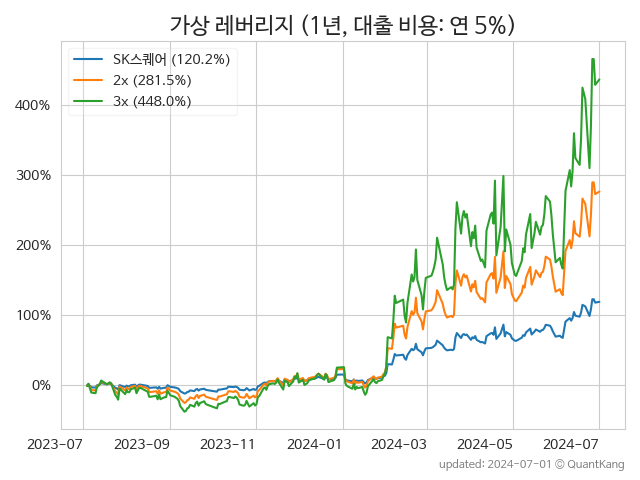 가상 레버리지 (1년, 대출 비용: 연 5%)
SK스퀘어 (120.2%)
2x (281.5%)
3x (448.0%)
400%
300%
200%
100%
0%
2023-07
2023-09
2023-11
2024-01
2024-03
2024-05
2024-07
updated: 2024-07-01 © QuantKang